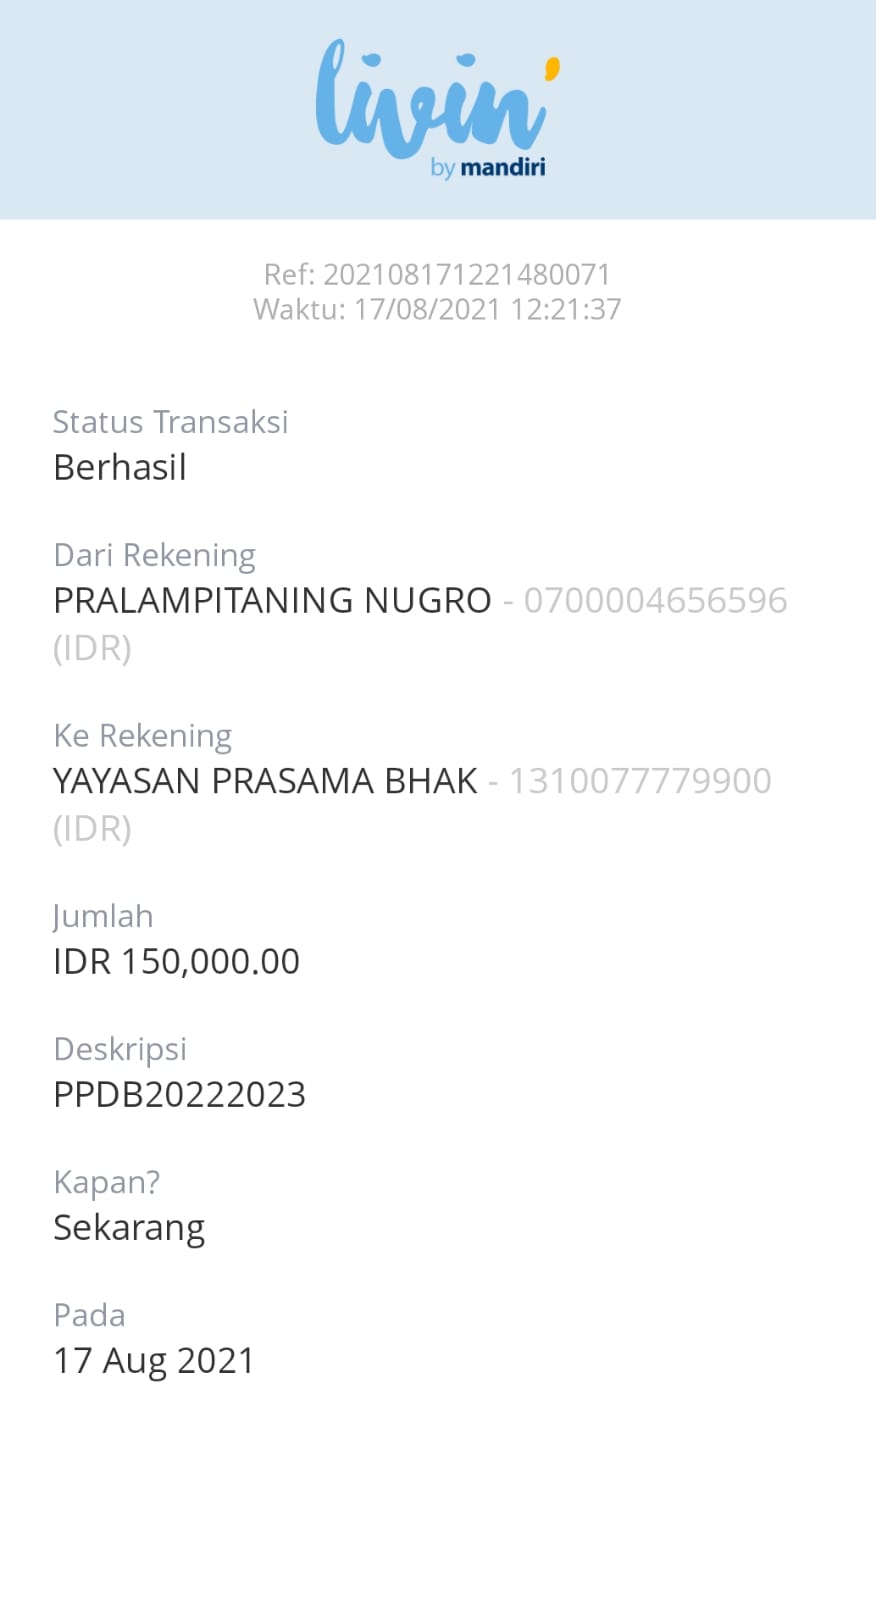 livin'
by mandiri
Ref: 202108171221480071
Waktu: 17/08/2021 12:21:37
Status Transaksi
Berhasil
Dari Rekening
PRALAMPITANING NUGRO - 0700004656596
(IDR)
Ke Rekening
YAYASAN PRASAMA BHAK - 1310077779900
(IDR)
Jumlah
IDR 150,000.00
Deskripsi
PPDB20222023
Kapan?
Sekarang
Pada
17 Aug 2021